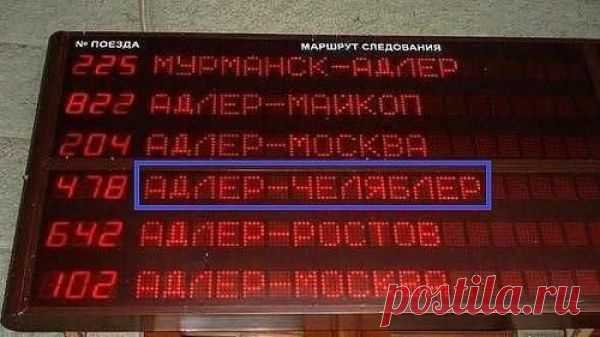 № ПОЕЗДА МАРШРУТ СЛЕДОВАНИЯ
225 МУРМАНСК-АДЛЕР
822 АДЛЕР-МАЙКОП
204 АДЛЕР-МОСКВА
478 АДЛЕР-ЧЕЛЯБЛЕР
642 АДЛЕР-РОСТОВ
102 АДЛЕР-МОСКВА
postila.ru